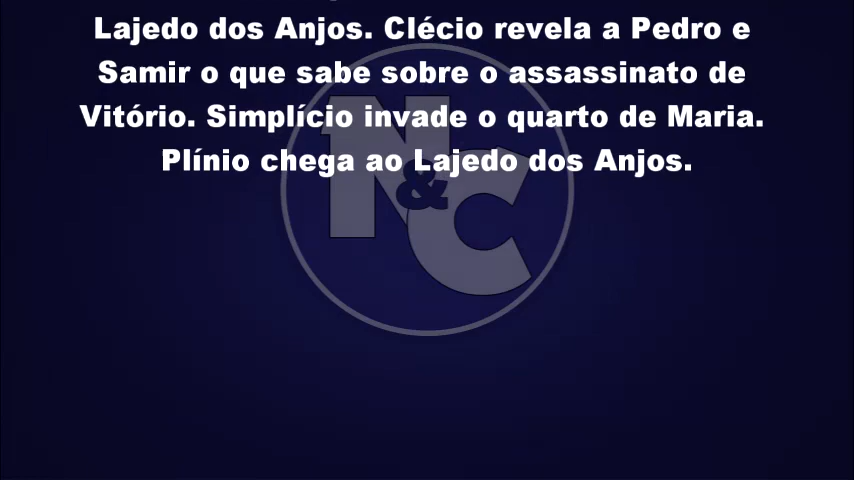 Lajedo dos Anjos. Clécio revela a Pedro e
Samir o que sabe sobre o assassinato de
Vitório. Simplício invade o quarto de Maria.
Plínio chega ao Lajedo dos Anjos.
N&C